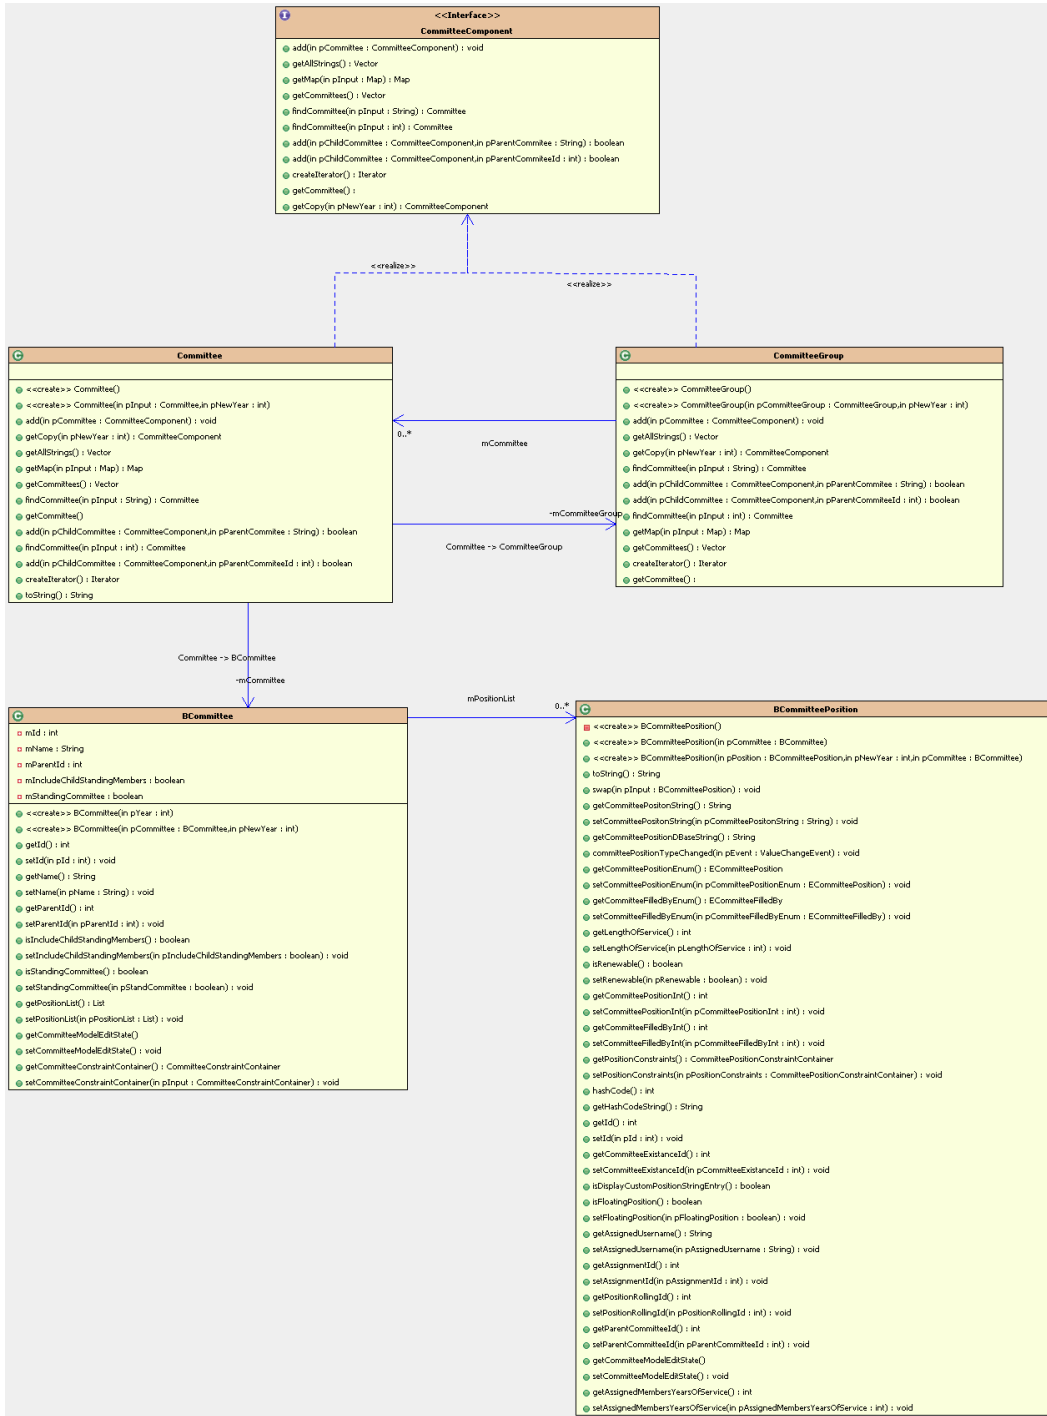 <<Interface>>
CommitteeComponent
add(in pCommittee : CommitteeComponent) : void
getAllStrings() : Vector
getMap(in pInput : Map) : Map
getCommittees() : Vector
findCommittee(in pInput : String) : Committee
findCommittee(in pInput : int) : Committee
add(in pChildCommittee : CommitteeComponent,in pParentCommitee : String) : boolean
add(in pChildCommittee : CommitteeComponent,in pParentCommiteeId : int) : boolean
createIterator() : Iterator
getCommittee() :
getCopy(in pNewYear : int) : CommitteeComponent
<<realize>>
<<realize>>
Committee
<<create>> Committee()
<<create>> Committee(in pInput : Committee,in pNewYear : int)
add(in pCommittee : CommitteeComponent) : void
getCopy(in pNewYear : int) : CommitteeComponent
getAllStrings() : Vector
getMap(in pInput : Map) : Map
getCommittees() : Vector
findCommittee(in pInput : String) : Committee
getCommittee()
add(in pChildCommittee : CommitteeComponent,in pParentCommitee : String) : boolean
findCommittee(in pInput : int) : Committee
add(in pChildCommittee : CommitteeComponent,in pParentCommiteeId : int) : boolean
createIterator() : Iterator
toString() : String
0..*
mCommittee
-mCommitteeGroup
Committee -> CommitteeGroup
CommitteeGroup
<<create>> CommitteeGroup()
<<create>> CommitteeGroup(in pCommitteeGroup : CommitteeGroup,in pNewYear : int)
add(in pCommittee : CommitteeComponent) : void
getAllStrings() : Vector
getCopy(in pNewYear : int) : CommitteeComponent
findCommittee(in pInput : String) : Committee
add(in pChildCommittee : CommitteeComponent,in pParentCommitee : String) : boolean
add(in pChildCommittee : CommitteeComponent,in pParentCommiteeId : int) : boolean
findCommittee(in pInput : int) : Committee
getMap(in pInput : Map) : Map
getCommittees() : Vector
createIterator() : Iterator
getCommittee() :
Committee -> BCommittee
-mCommittee
BCommittee
mId : int
mName : String
mParentId : int
mIncludeChildStandingMembers : boolean
mStandingCommittee : boolean
<<create>> BCommittee(in pYear : int)
<<create>> BCommittee(in pCommittee : BCommittee,in pNewYear : int)
getId() : int
setId(in pId : int) : void
getName() : String
setName(in pName : String) : void
getParentId() : int
setParentId(in pParentId : int) : void
isIncludeChildStandingMembers() : boolean
setIncludeChildStandingMembers(in pIncludeChildStandingMembers : boolean) : void
isStandingCommittee() : boolean
setStandingCommittee(in pStandCommittee : boolean) : void
getPositionList() : List
setPositionList(in pPositionList : List) : void
getCommitteeModelEditState()
setCommitteeModelEditState() : void
getCommitteeConstraintContainer() : CommitteeConstraintContainer
setCommitteeConstraintContainer(in pInput : CommitteeConstraintContainer) : void
mPositionList
0..*
BCommitteePosition
<<create>> BCommitteePosition()
<<create>> BCommitteePosition(in pCommittee : BCommittee)
<<create>> BCommitteePosition(in pPosition : BCommitteePosition,in pNewYear : int,in pCommittee : BCommittee)
toString() : String
swap(in pInput : BCommitteePosition) : void
getCommitteePositonString() : String
setCommitteePositonString(in pCommitteePositonString : String) : void
getCommitteePositionDBaseString() : String
committeePositionTypeChanged(in pEvent : ValueChangeEvent) : void
getCommitteePositionEnum() : ECommitteePosition
setCommitteePositionEnum(in pCommitteePositionEnum : ECommitteePosition) : void
getCommitteeFilledByEnum() : ECommitteeFilledBy
setCommitteeFilledByEnum(in pCommitteeFilledByEnum : ECommitteeFilledBy) : void
getLengthOfService() : int
setLengthOfService(in pLengthOfService : int) : void
isRenewable() : boolean
setRenewable(in pRenewable : boolean) : void
getCommitteePositionInt() : int
setCommitteePositionInt(in pCommitteePositionInt : int) : void
getCommitteeFilledByInt() : int
setCommitteeFilledByInt(in pCommitteeFilledByInt : int) : void
getPositionConstraints() : CommitteePositionConstraintContainer
setPositionConstraints(in pPositionConstraints : CommitteePositionConstraintContainer) : void
hashCode() : int
getHashCodeString() : String
getId() : int
setId(in pId : int) : void
getCommitteeExistanceId() : int
setCommitteeExistanceId(in pCommitteeExistanceId : int) : void
isDisplayCustomPositionStringEntry() : boolean
isFloatingPosition() : boolean
setFloatingPosition(in pFloatingPosition : boolean) : void
getAssignedUsername() : String
setAssignedUsername(in pAssignedUsername : String) : void
getAssignmentId() : int
setAssignmentId(in pAssignmentId : int) : void
getPositionRollingId() : int
setPositionRollingId(in pPositionRollingId : int) : void
getParentCommitteeId() : int
setParentCommitteeId(in pParentCommitteeId : int) : void
getCommitteeModelEditState()
setCommitteeModelEditState() : void
getAssignedMembersYearsOfService() : int
setAssignedMembersYearsOfService(in pAssignedMembersYearsOfService : int) : void